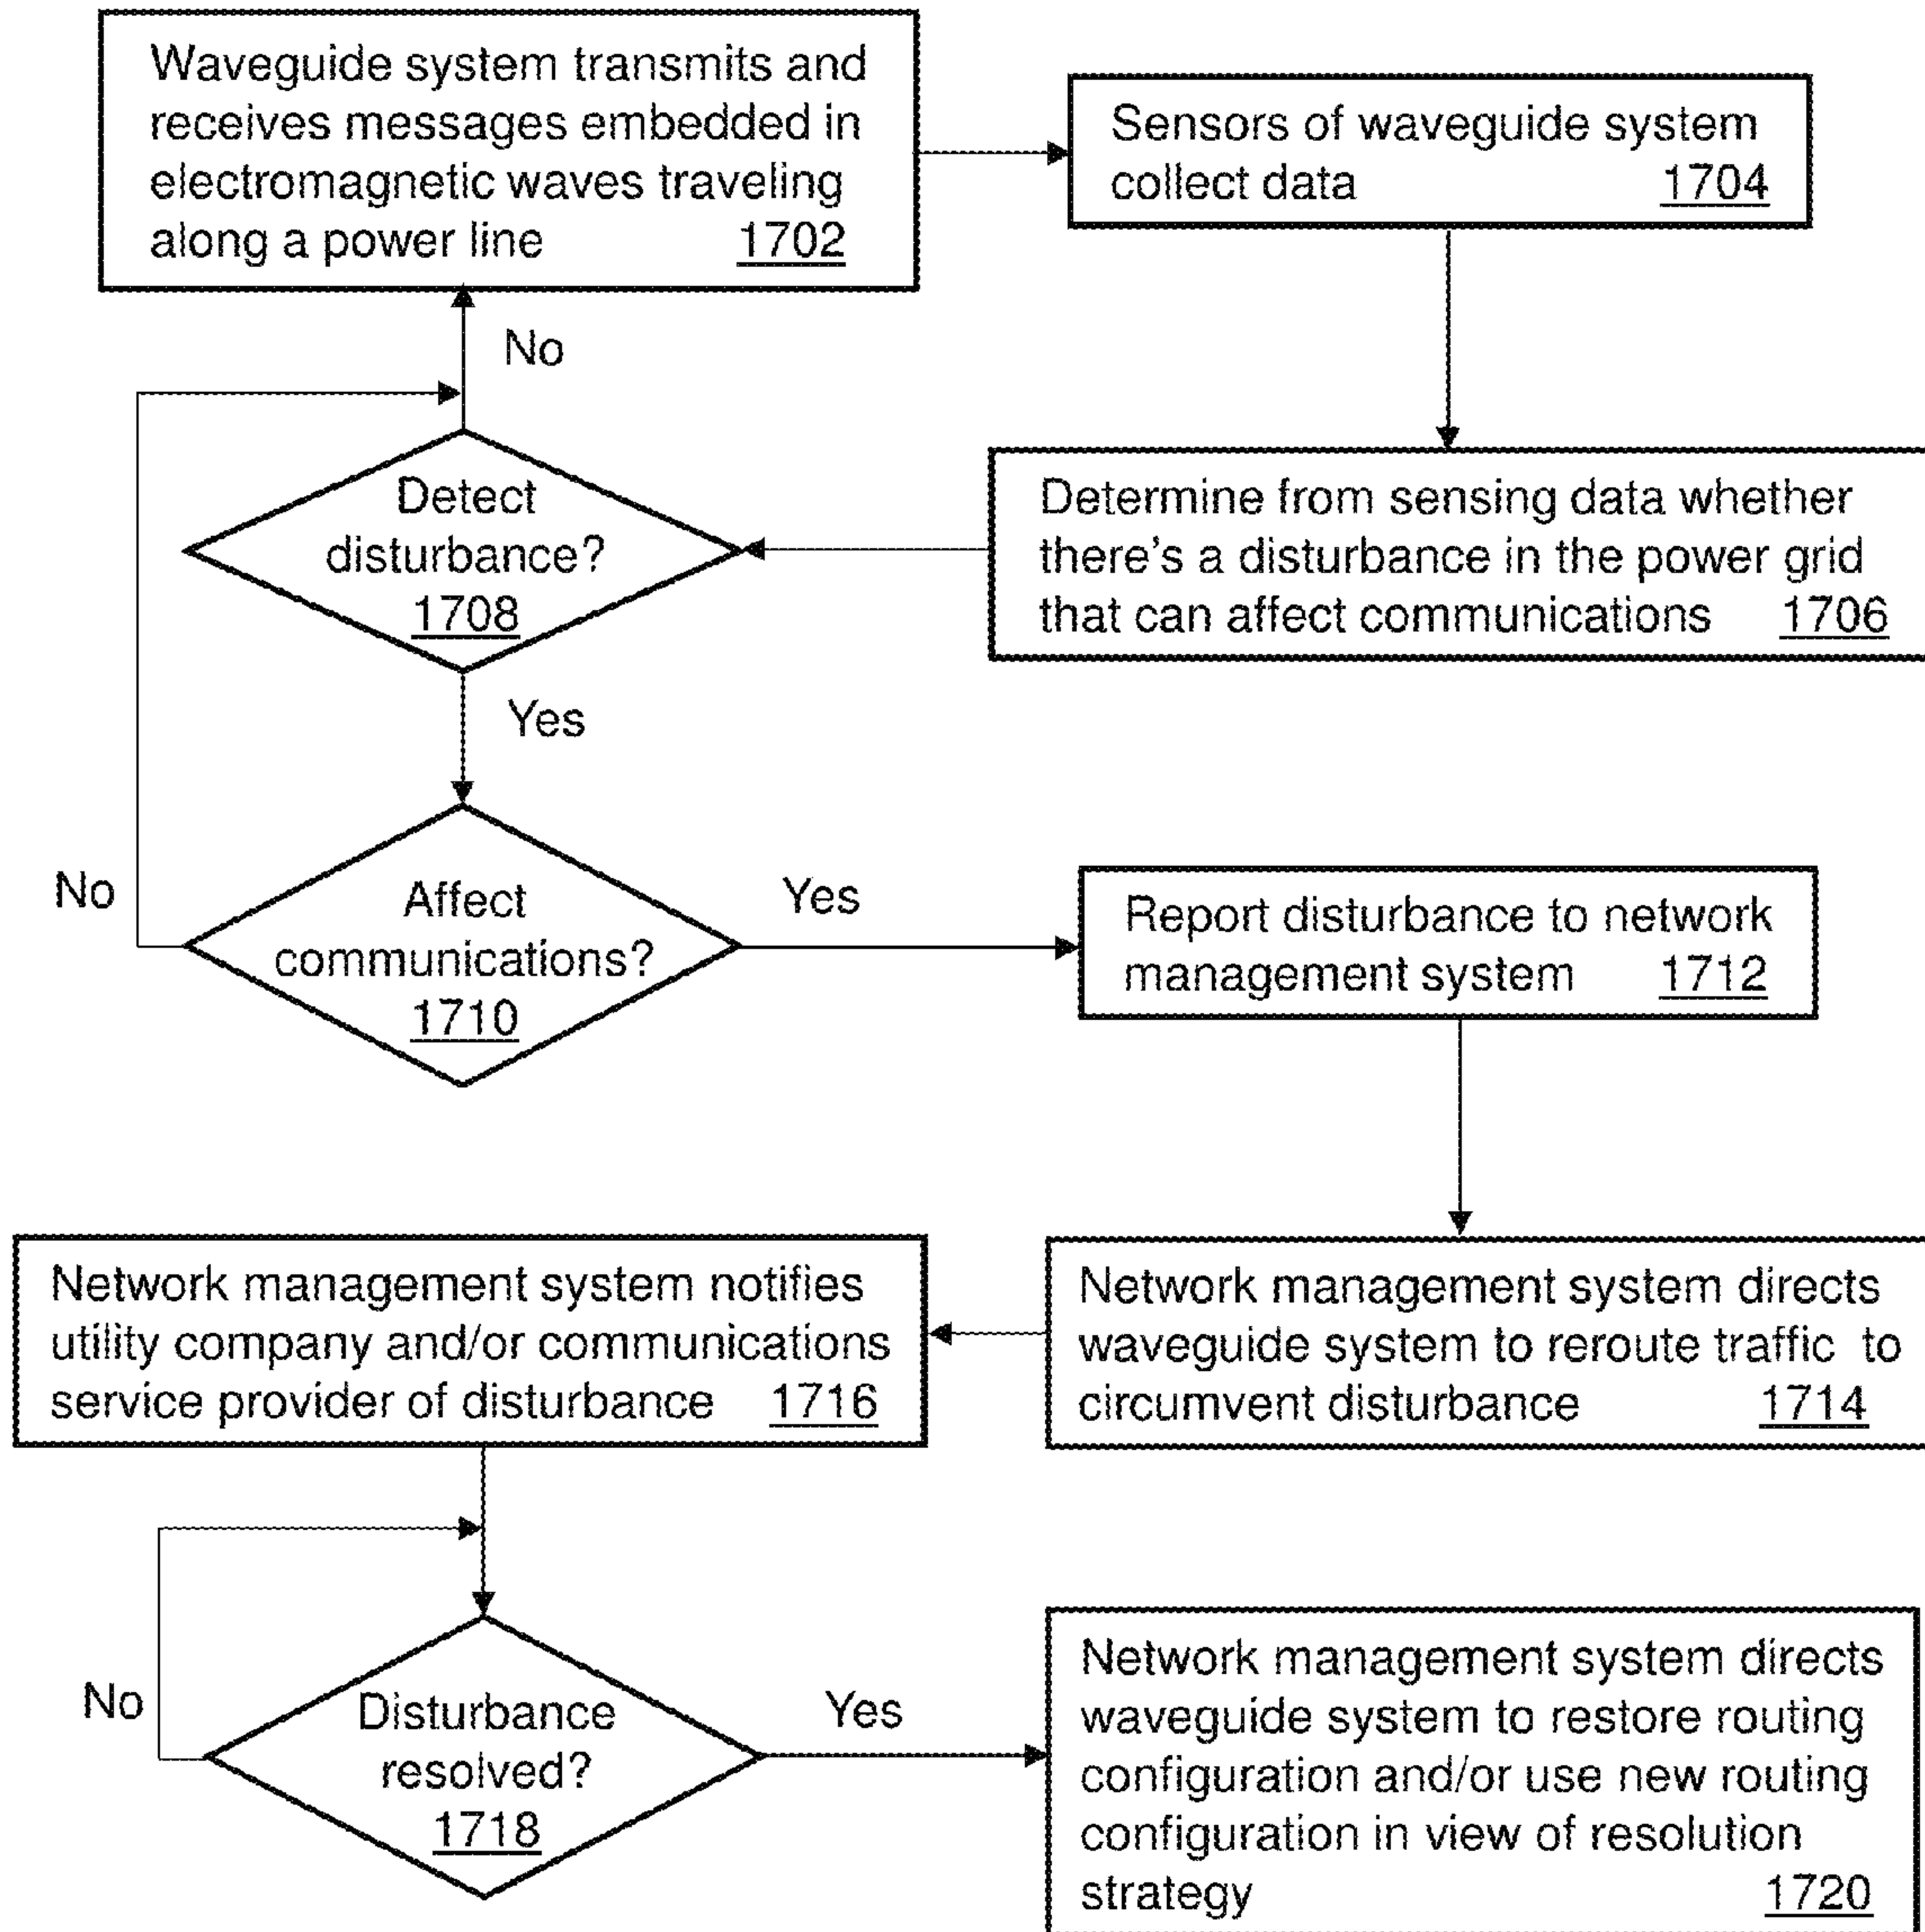 Waveguide system transmits and
receives messages embedded in
electromagnetic waves traveling
along a power line 1702
Sensors of waveguide system
collect data 1704
No
Detect
disturbance?
1708
Determine from sensing data whether
there's a disturbance in the power grid
that can affect communications 1706
Yes
No
Affect
communications?
1710
Yes
Report disturbance to network
management system 1712
Network management system notifies
utility company and/or communications
service provider of disturbance 1716
Network management system directs
waveguide system to reroute traffic to
circumvent disturbance 1714
No
Disturbance
resolved?
1718
Yes
Network management system directs
waveguide system to restore routing
configuration and/or use new routing
configuration in view of resolution
strategy 1720